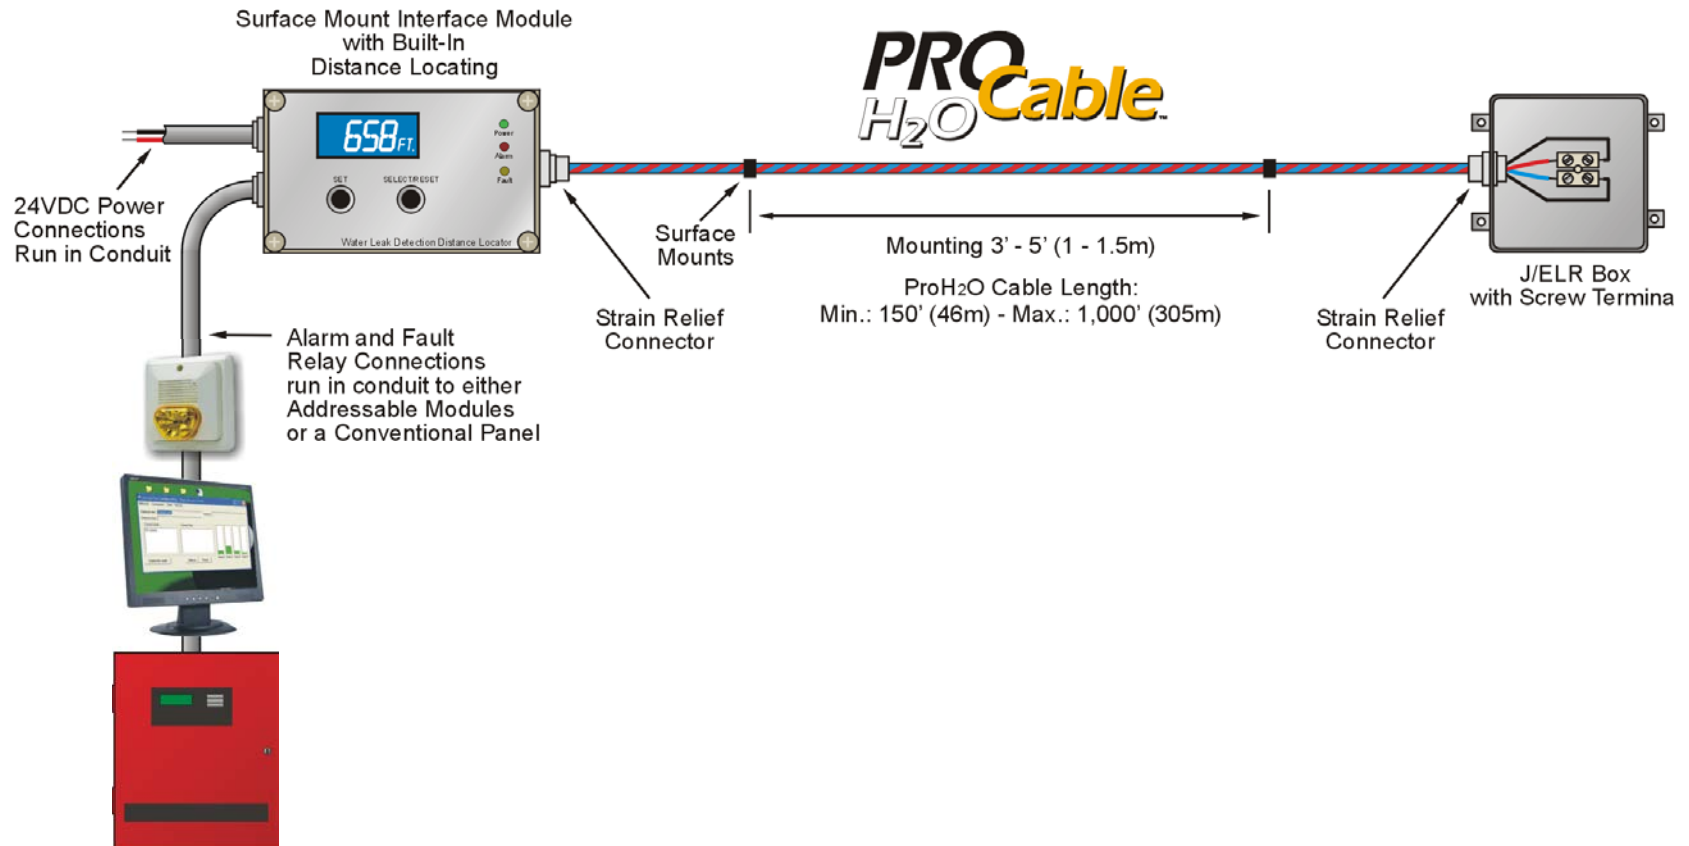 Surface Mount Interface Module
with Built-In
Distance Locating
PRO
H2O Cable™
658 FT.
Power
Alarm
Fault
SET
SELECT/RESET
Water Leak Detection Distance Locator
24VDC Power
Connections
Run in Conduit
Surface
Mounts
Mounting 3' - 5' (1 - 1.5m)
ProH2O Cable Length:
Min.: 150' (46m) - Max.: 1,000' (305m)
J/ELR Box
with Screw Termina
Strain Relief
Connector
Strain Relief
Connector
Alarm and Fault
Relay Connections
run in conduit to either
Addressable Modules
or a Conventional Panel